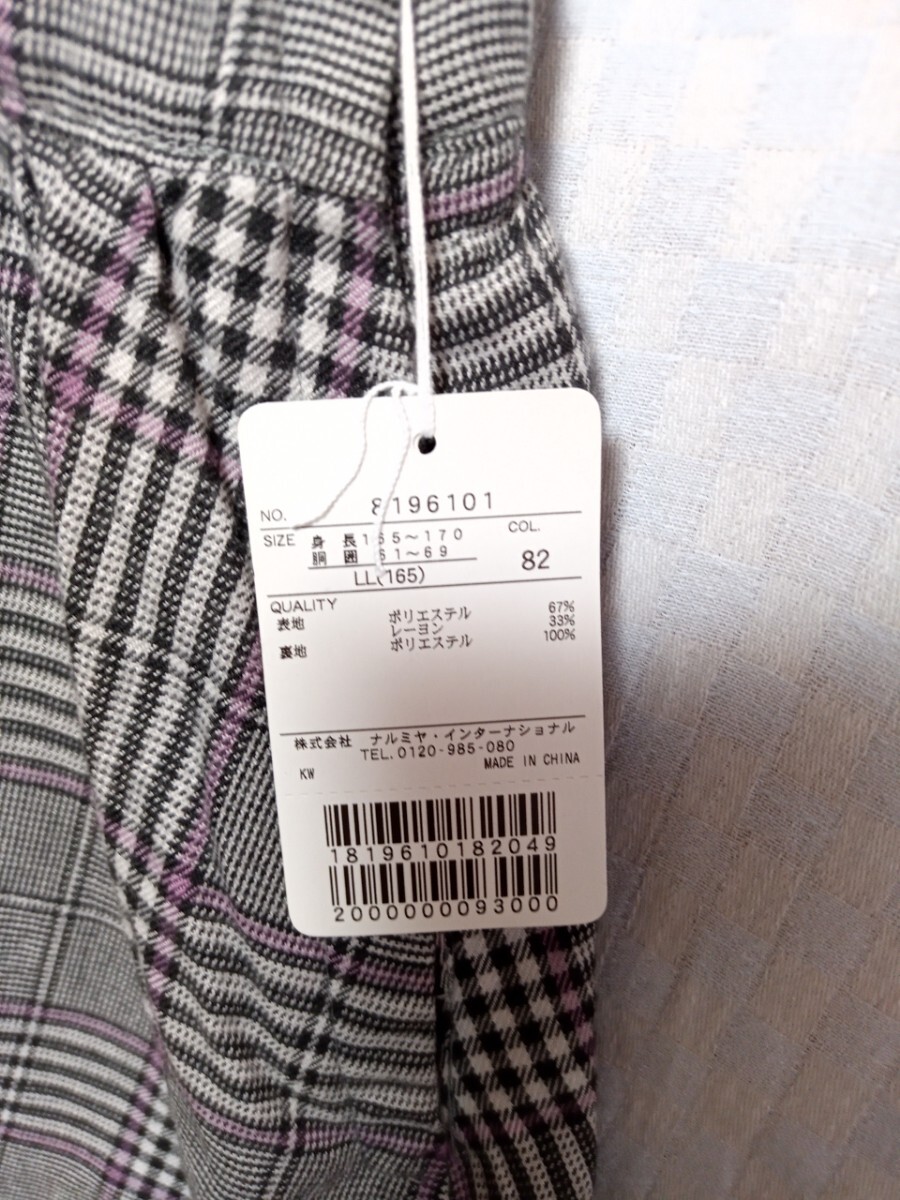 NO. 8196101
SIZE 身長165～170 COL.
胴囲 61～69 82
LL(165)
QUALITY
表地 ポリエステル 67%
レーヨン 33%
裏地 ポリエステル 100%
株式会社 ナルミヤ・インターナショナル
TEL.0120-985-080
KW MADE IN CHINA
1819610182049
2000000093000